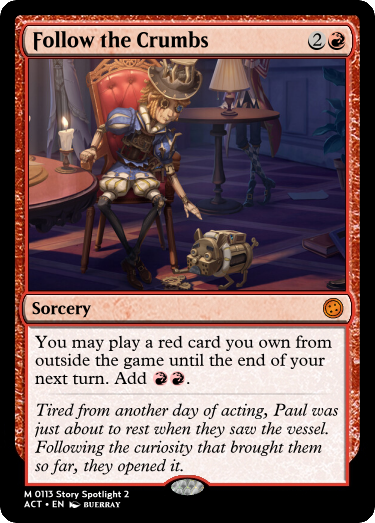 Follow the Crumbs 2
Sorcery
You may play a red card you own from
outside the game until the end of your
next turn. Add .
Tired from another day of acting, Paul was
just about to rest when they saw the vessel.
Following the curiosity that brought them
so far, they opened it.
M 0113 Story Spotlight 2
ACT • EN BUERRAY